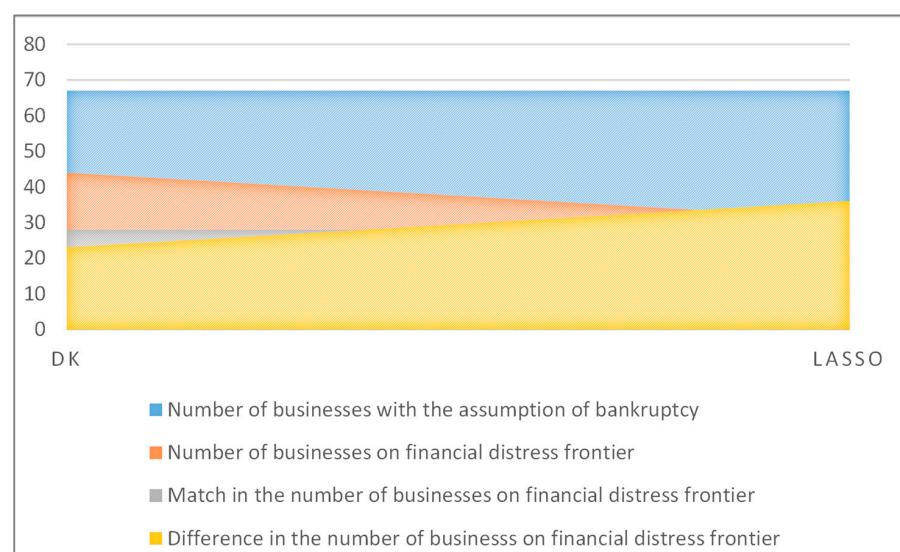 80
70
60
50
40
30
20
10
0
DK LASSO
Number of businesses with the assumption of bankruptcy
Number of businesses on financial distress frontier
Match in the number of businesses on financial distress frontier
Difference in the number of businesss on financial distress frontier